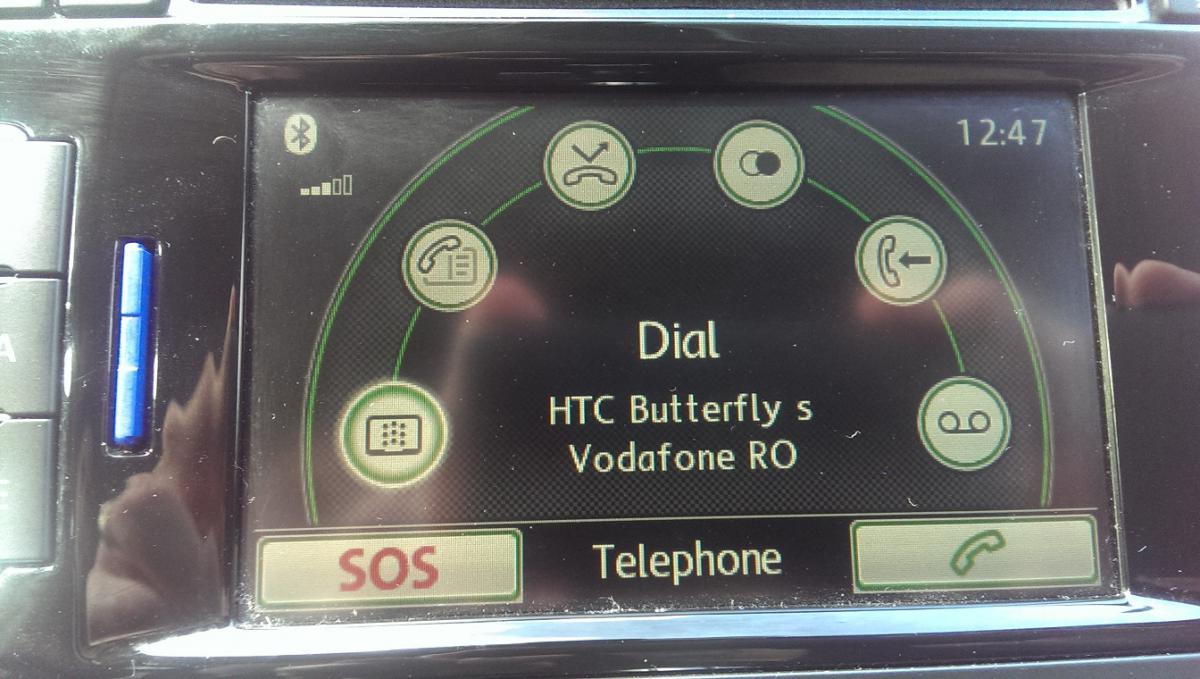 12:47
A
Dial
HTC Butterfly s
Vodafone RO
SOS
Telephone